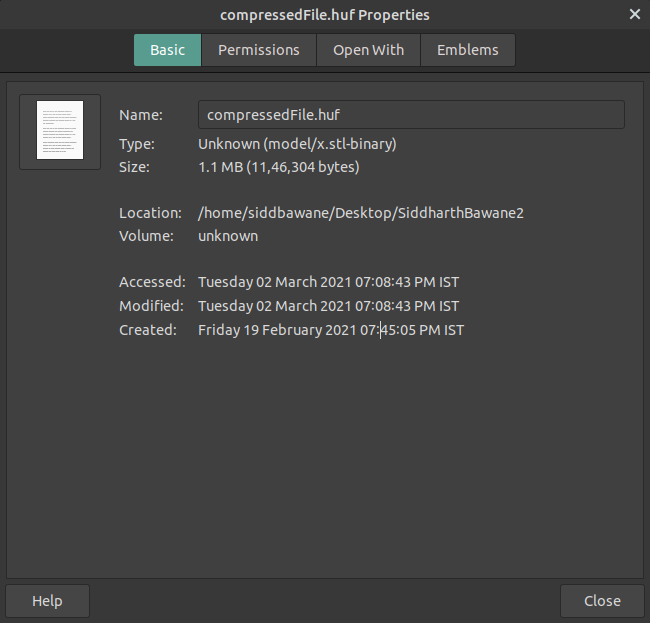 compressedFile.huf Properties
Basic Permissions Open With Emblems
Name: compressedFile.huf
Type: Unknown (model/x.stl-binary)
Size: 1.1 MB (11,46,304 bytes)
Location: /home/siddbawane/Desktop/SiddharthBawane2
Volume: unknown
Accessed: Tuesday 02 March 2021 07:08:43 PM IST
Modified: Tuesday 02 March 2021 07:08:43 PM IST
Created: Friday 19 February 2021 07:45:05 PM IST
Help Close